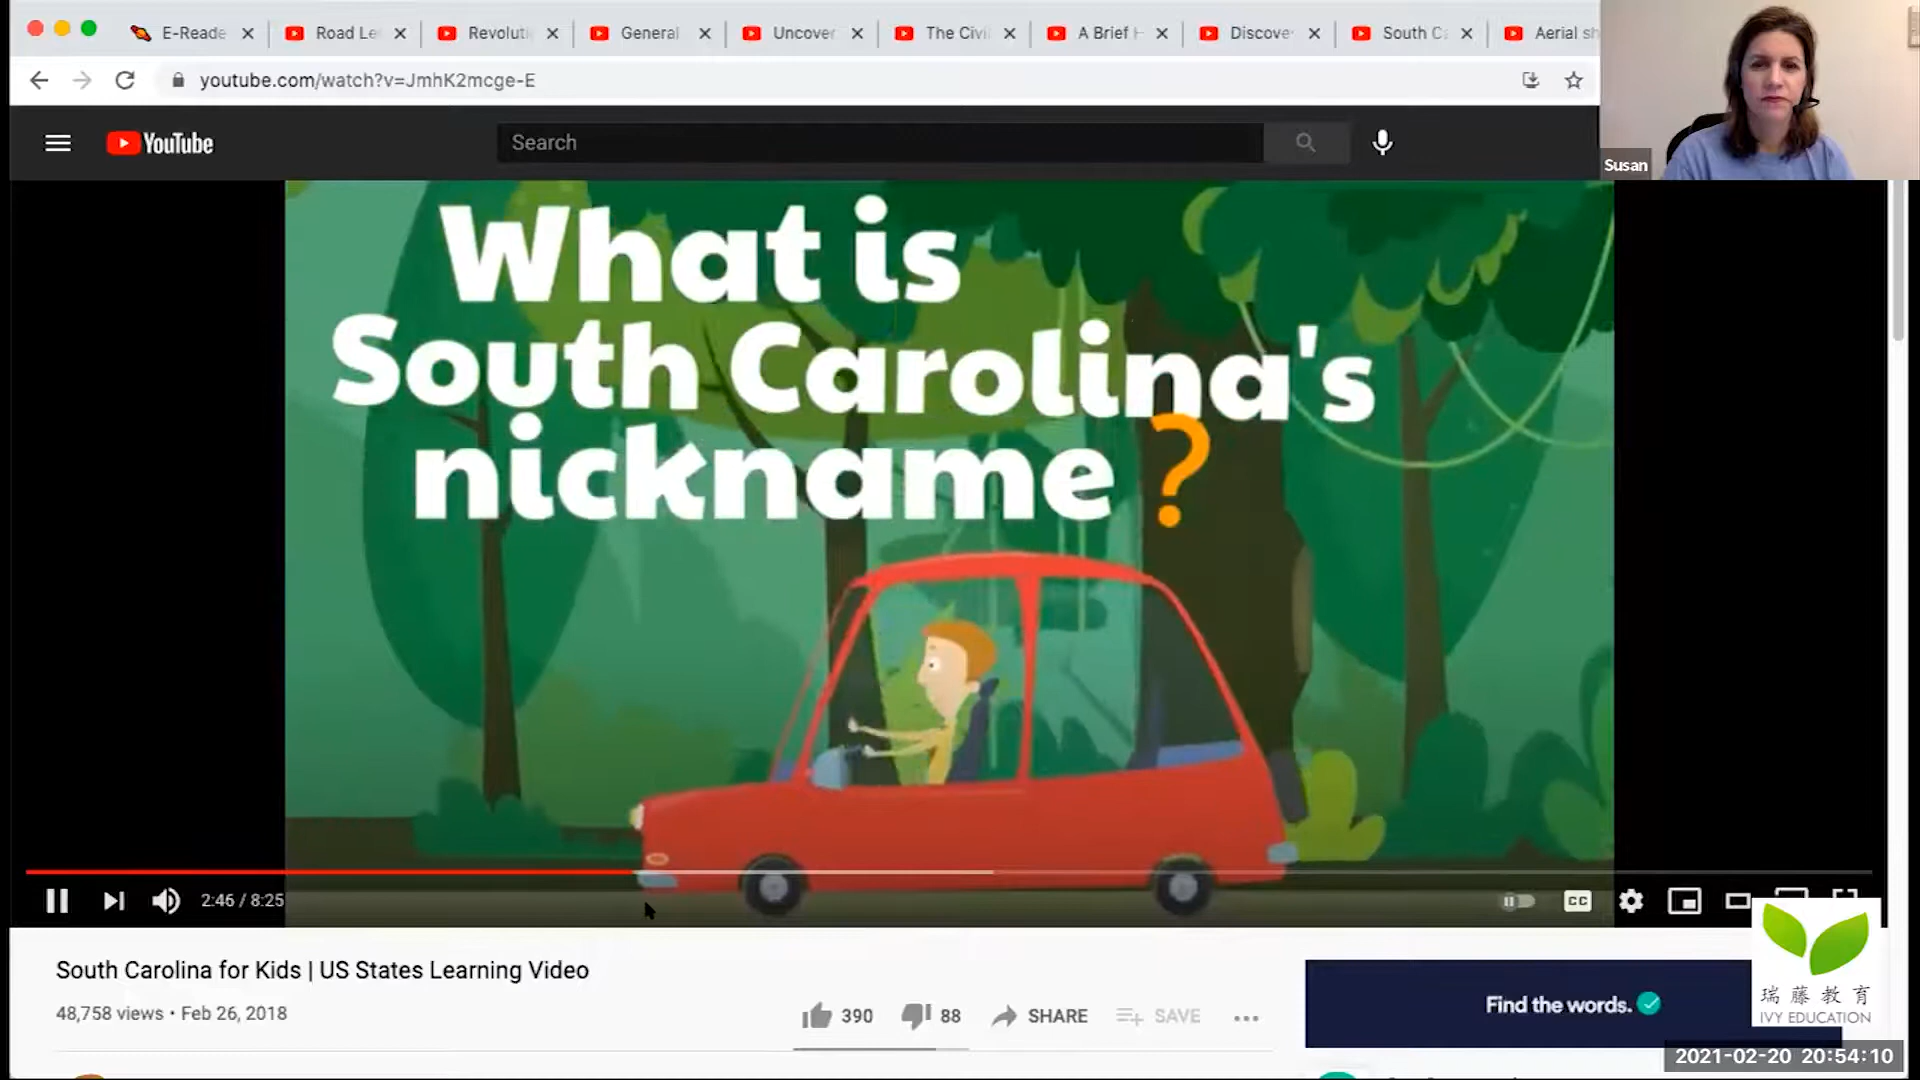 E-Reade
Road Le
Revoluti
General
Uncover
The Civi
A Brief H
Discove
South Ca
Aerial sh
youtube.com/watch?v=JmhK2mcge-E
YouTube
Search
Susan
What is
South Carolina's
nickname?
2:46 / 8:25
CC
South Carolina for Kids | US States Learning Video
48,758 views • Feb 26, 2018
390
88
SHARE
SAVE
Find the words.
瑞藤教育
IVY EDUCATION
2021-02-20 20:54:10